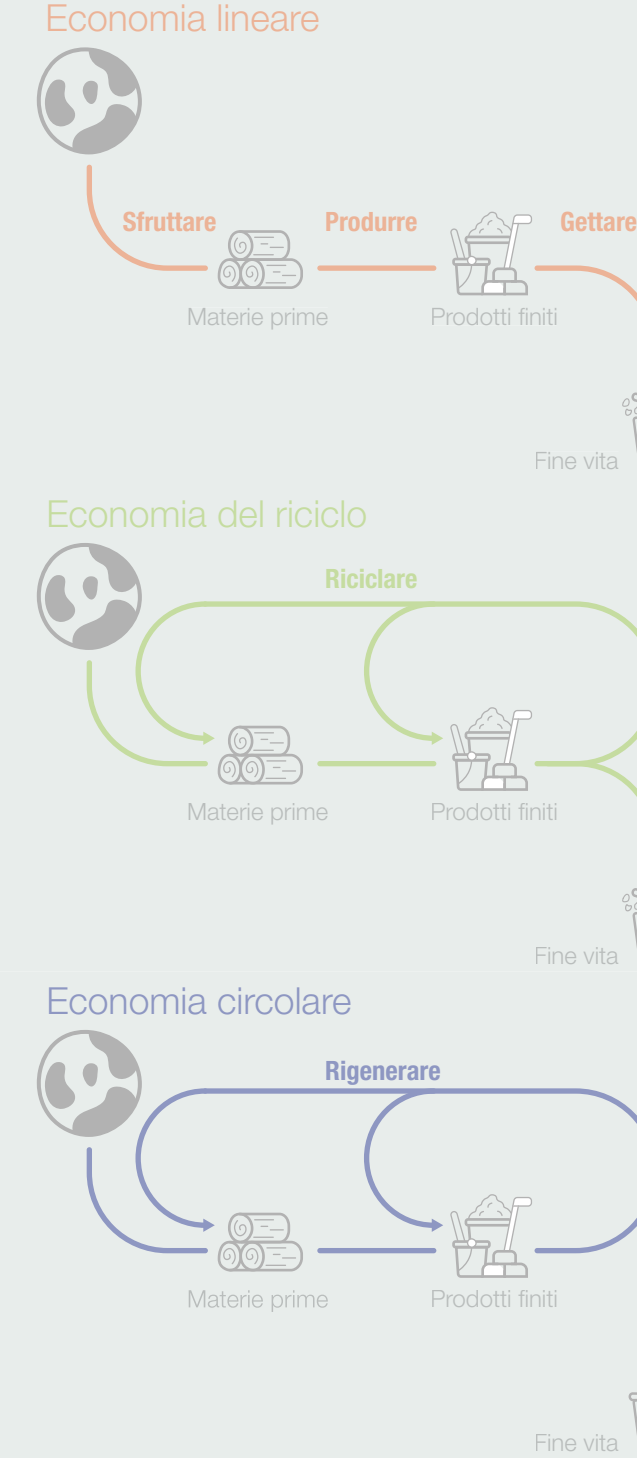 Economia lineare
Sfruttare Produrre Gettare
Materie prime Prodotti finiti
Fine vita
Economia del riciclo
Riciclare
Materie prime Prodotti finiti
Fine vita
Economia circolare
Rigenerare
Materie prime Prodotti finiti
Fine vita